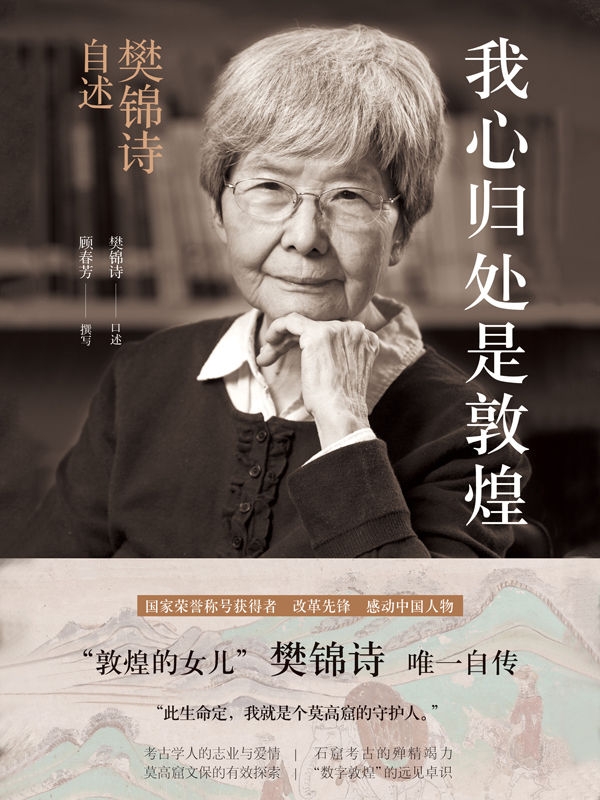 我心归处是敦煌
樊锦诗
自述
樊锦诗——口述
顾春芳——撰写
国家荣誉称号获得者 改革先锋 感动中国人物
“敦煌的女儿”樊锦诗 唯一自传
“此生命定，我就是个莫高窟的守护人。”
考古学人的志业与爱情 | 石窟考古的殚精竭力
莫高窟文保的有效探索 | “数字敦煌”的远见卓识